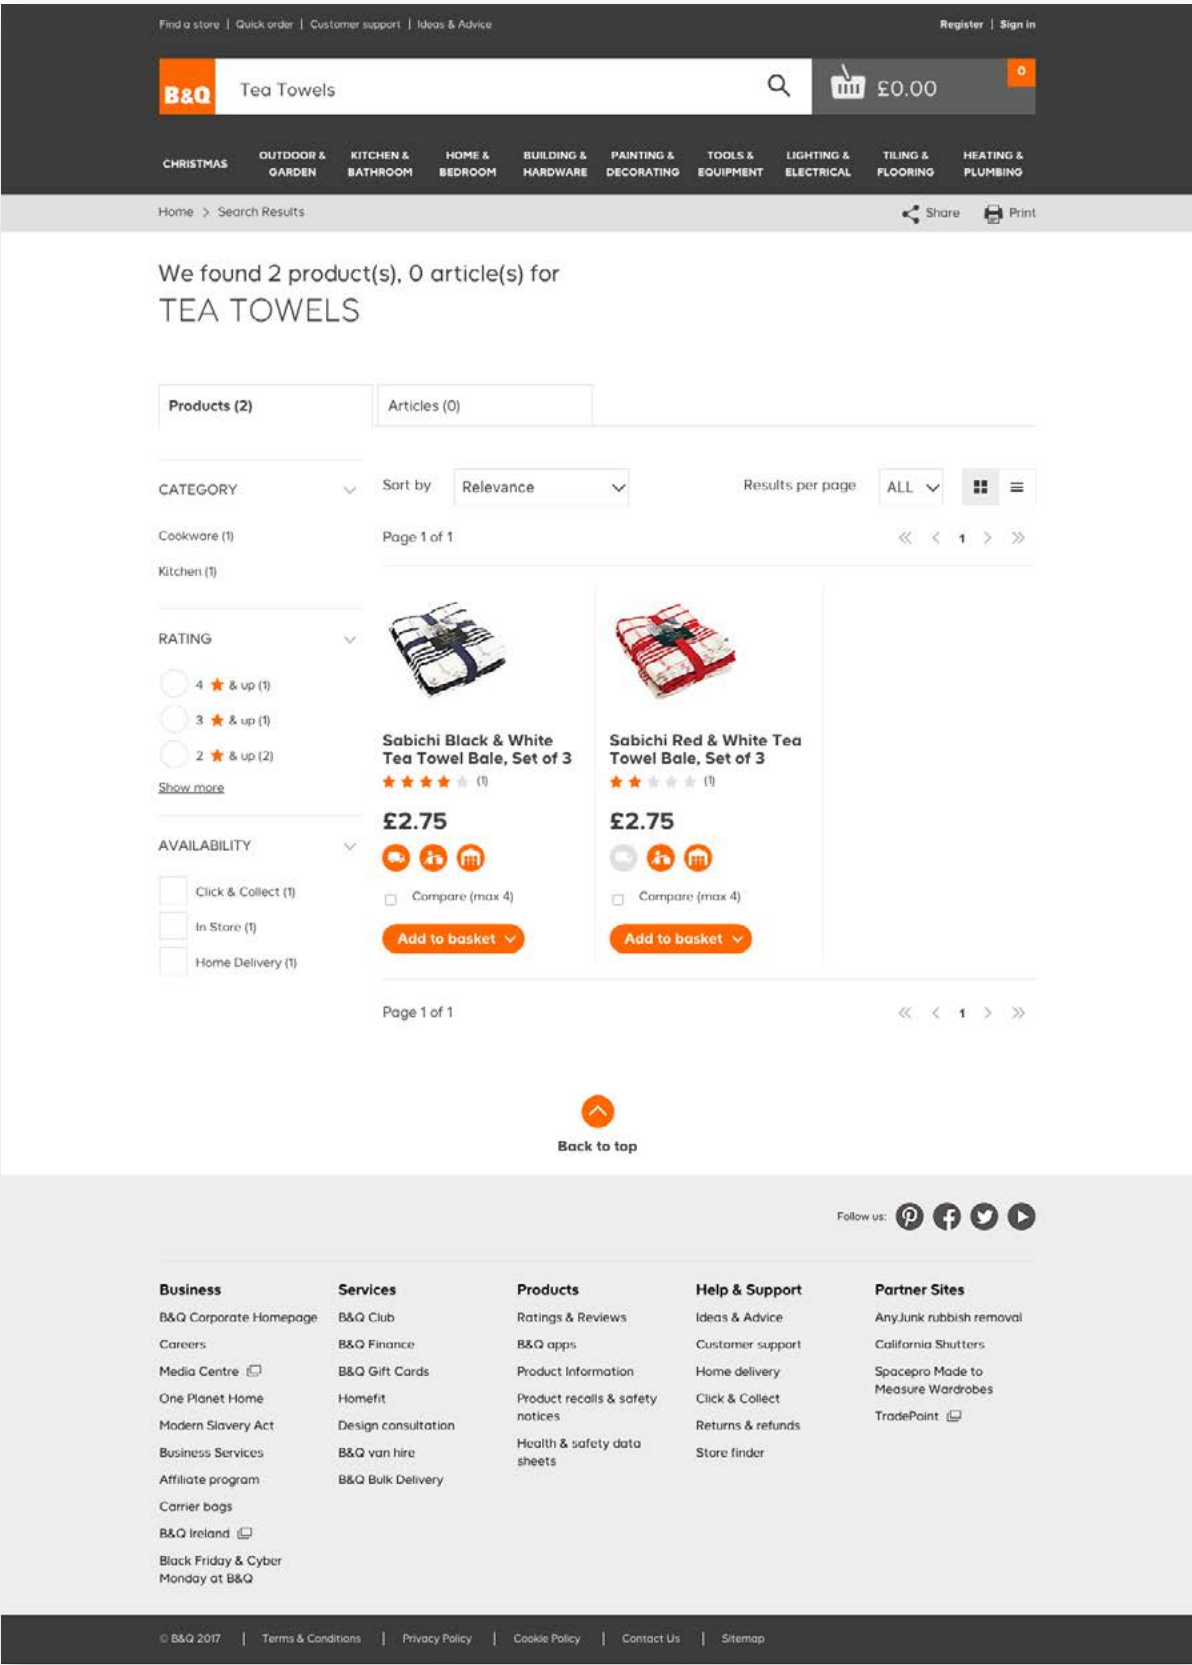 Find a store | Quick order | Customer support | Ideas & Advice
Register | Sign in
B&Q
Tea Towels
£0.00
0
CHRISTMAS
OUTDOOR & GARDEN
KITCHEN & BATHROOM
HOME & BEDROOM
BUILDING & HARDWARE
PAINTING & DECORATING
TOOLS & EQUIPMENT
LIGHTING & ELECTRICAL
TILING & FLOORING
HEATING & PLUMBING
Home > Search Results
Share
Print
We found 2 product(s), 0 article(s) for
TEA TOWELS
Products (2)
Articles (0)
CATEGORY
Cookware (1)
Kitchen (1)
RATING
4 ★ & up (1)
3 ★ & up (1)
2 ★ & up (2)
Show more
AVAILABILITY
Click & Collect (1)
In Store (1)
Home Delivery (1)
Sort by
Relevance
Results per page
ALL
Page 1 of 1
« < 1 > »
Sabichi Black & White
Tea Towel Bale, Set of 3
(1)
£2.75
Compare (max 4)
Add to basket
Sabichi Red & White Tea
Towel Bale, Set of 3
(1)
£2.75
Compare (max 4)
Add to basket
Page 1 of 1
« < 1 > »
Back to top
Follow us:
Business
B&Q Corporate Homepage
Careers
Media Centre
One Planet Home
Modern Slavery Act
Business Services
Affiliate program
Carrier bags
B&Q Ireland
Black Friday & Cyber
Monday at B&Q
Services
B&Q Club
B&Q Finance
B&Q Gift Cards
Homefit
Design consultation
B&Q van hire
B&Q Bulk Delivery
Products
Ratings & Reviews
B&Q apps
Product Information
Product recalls & safety
notices
Health & safety data
sheets
Help & Support
Ideas & Advice
Customer support
Home delivery
Click & Collect
Returns & refunds
Store finder
Partner Sites
AnyJunk rubbish removal
California Shutters
Spacepro Made to
Measure Wardrobes
TradePoint
© B&Q 2017 | Terms & Conditions | Privacy Policy | Cookie Policy | Contact Us | Sitemap